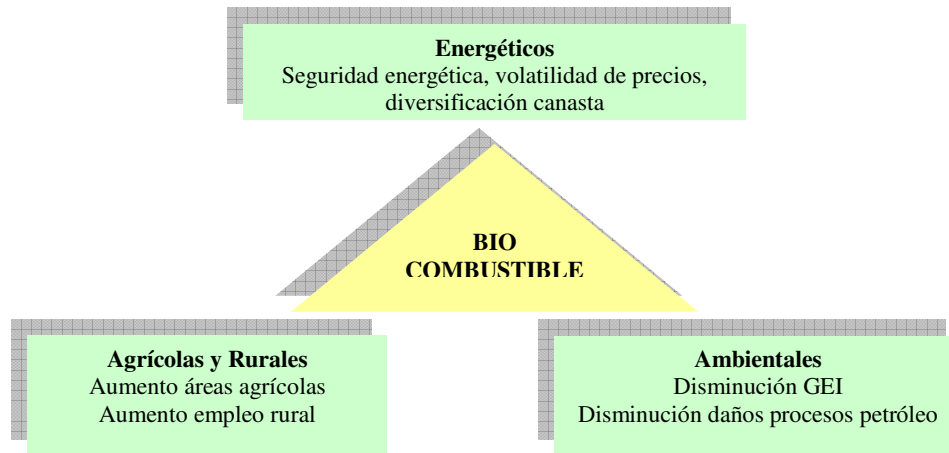 Energéticos
Seguridad energética, volatilidad de precios,
diversificación canasta
BIO
COMBUSTIBLE
Agrícolas y Rurales
Aumento áreas agrícolas
Aumento empleo rural
Ambientales
Disminución GEI
Disminución daños procesos petróleo